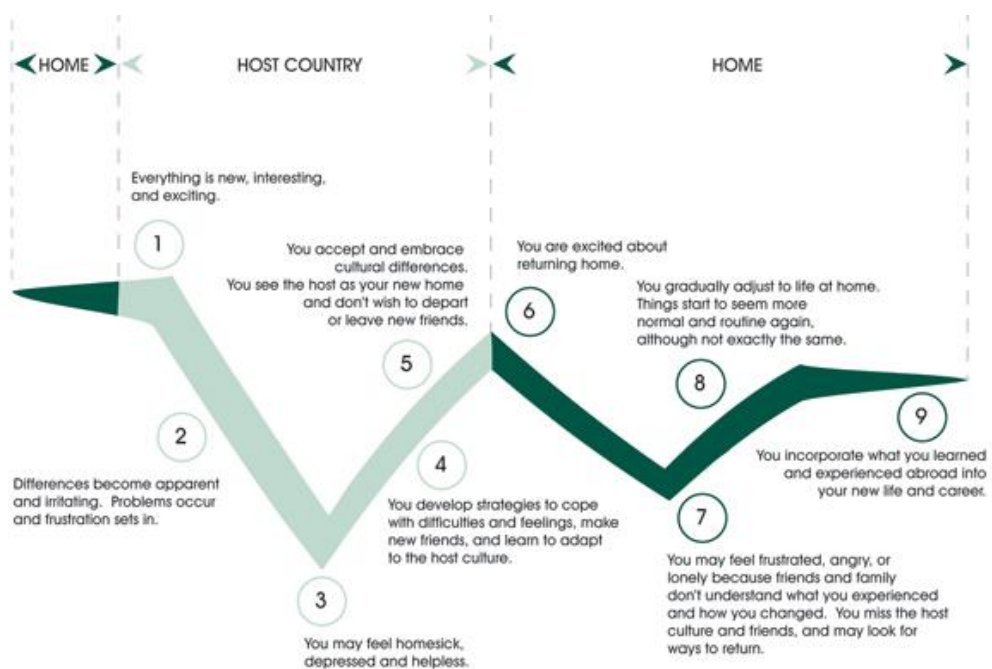 HOME
HOST COUNTRY
HOME
Everything is new, interesting,
and exciting.
1
2
Differences become apparent
and irritating. Problems occur
and frustration sets in.
3
You may feel homesick,
depressed and helpless.
4
You develop strategies to cope
with difficulties and feelings, make
new friends, and learn to adapt
to the host culture.
You accept and embrace
cultural differences.
You see the host as your new home
and don't wish to depart
or leave new friends.
5
You are excited about
returning home.
6
7
You may feel frustrated, angry, or
lonely because friends and family
don't understand what you experienced
and how you changed. You miss the host
culture and friends, and may look for
ways to return.
You gradually adjust to life at home.
Things start to seem more
normal and routine again,
although not exactly the same.
8
9
You incorporate what you learned
and experienced abroad into
your new life and career.